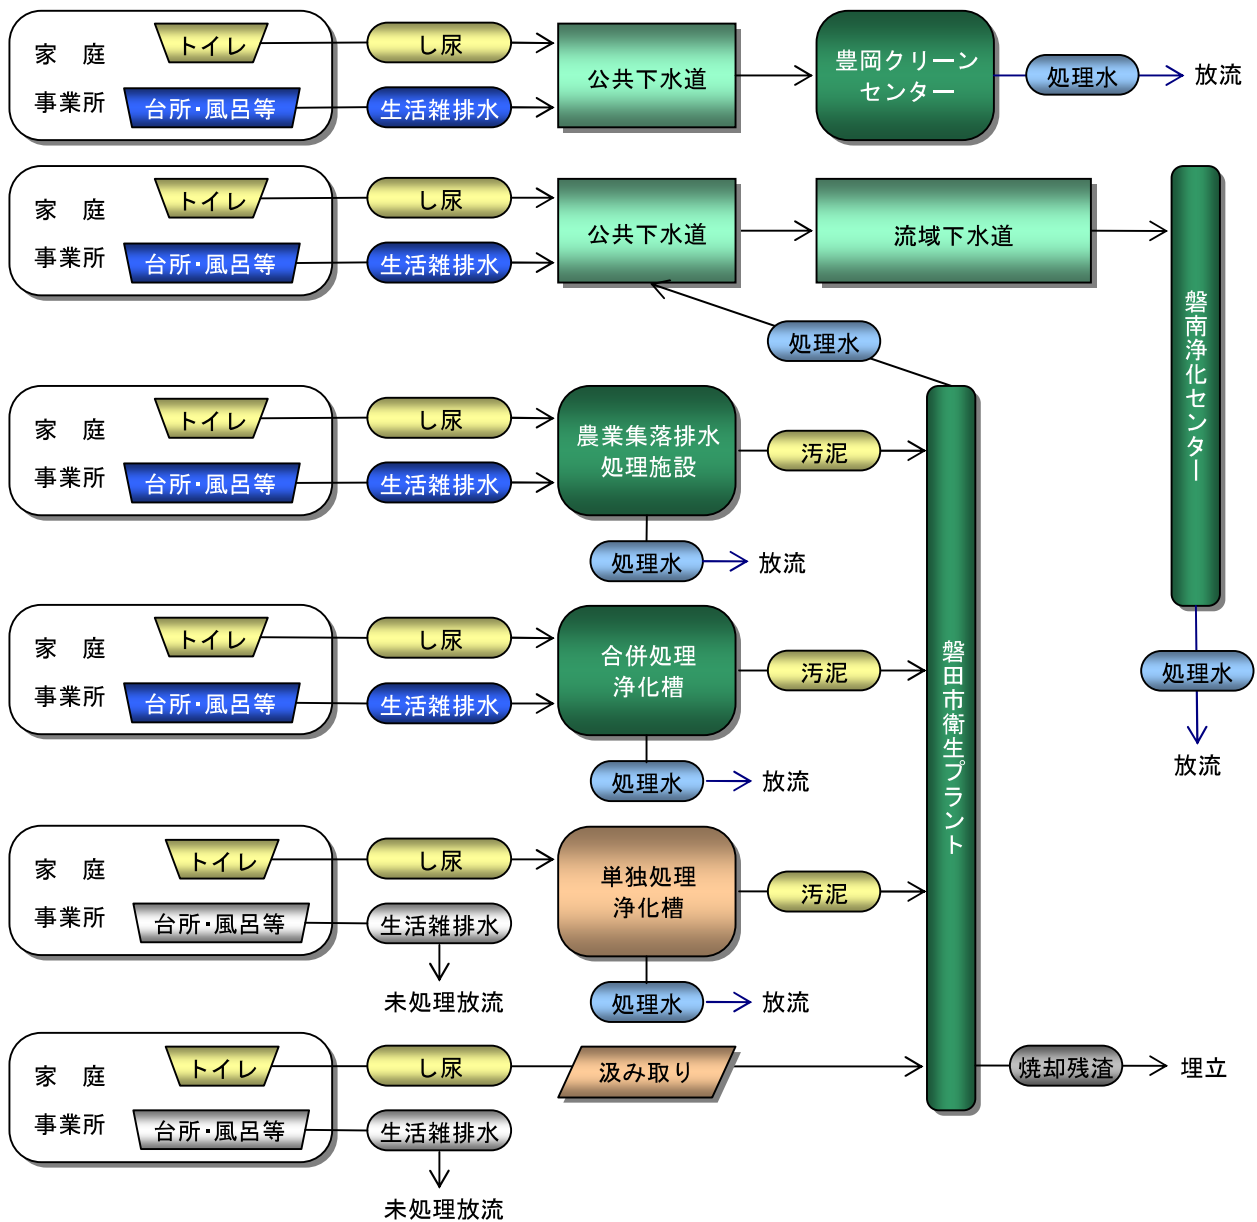 家　庭
事業所
トイレ
台所・風呂等
し尿
生活雑排水
公共下水道
豊岡クリーン
センター
処理水
放流
家　庭
事業所
トイレ
台所・風呂等
し尿
生活雑排水
公共下水道
流域下水道
磐南浄化センター
処理水
放流
処理水
家　庭
事業所
トイレ
台所・風呂等
し尿
生活雑排水
農業集落排水
処理施設
汚泥
処理水
放流
磐田市衛生プラント
家　庭
事業所
トイレ
台所・風呂等
し尿
生活雑排水
合併処理
浄化槽
汚泥
処理水
放流
家　庭
事業所
トイレ
台所・風呂等
し尿
生活雑排水
未処理放流
単独処理
浄化槽
汚泥
処理水
放流
家　庭
事業所
トイレ
台所・風呂等
し尿
生活雑排水
未処理放流
汲み取り
焼却残渣
埋立